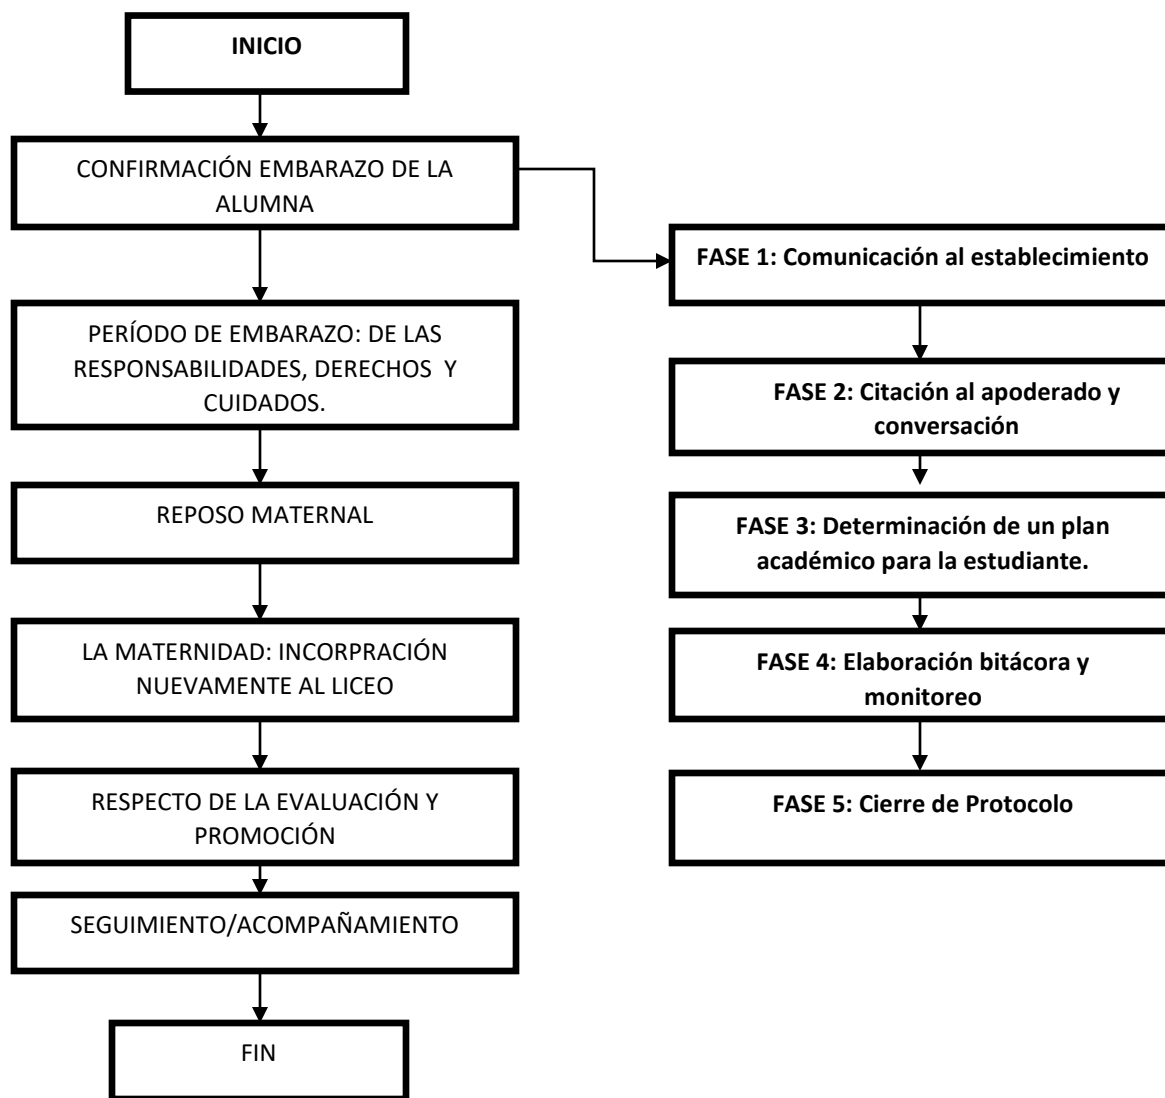 INICIO
CONFIRMACIÓN EMBARAZO DE LA
ALUMNA
PERÍODO DE EMBARAZO: DE LAS
RESPONSABILIDADES, DERECHOS Y
CUIDADOS.
REPOSO MATERNAL
LA MATERNIDAD: INCORPRACIÓN
NUEVAMENTE AL LICEO
RESPECTO DE LA EVALUACIÓN Y
PROMOCIÓN
SEGUIMIENTO/ACOMPAÑAMIENTO
FIN
FASE 1: Comunicación al establecimiento
FASE 2: Citación al apoderado y
conversación
FASE 3: Determinación de un plan
académico para la estudiante.
FASE 4: Elaboración bitácora y
monitoreo
FASE 5: Cierre de Protocolo